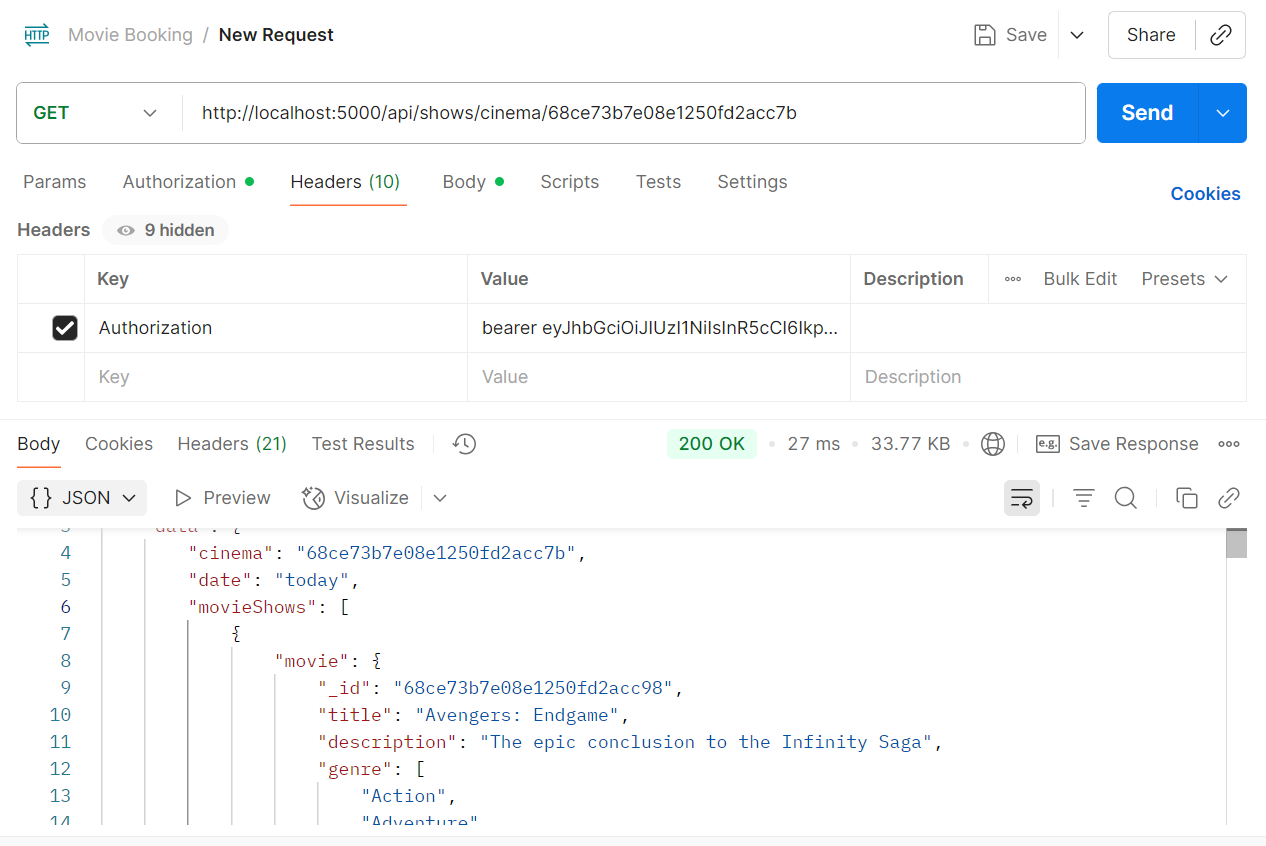 HTTP Movie Booking / New Request Save Share
GET http://localhost:5000/api/shows/cinema/68ce73b7e08e1250fd2acc7b Send
Params Authorization Headers (10) Body Scripts Tests Settings Cookies
Headers 9 hidden
Key Value Description Bulk Edit Presets
Authorization bearer eyJhbGciOiJIUzI1NiIsInR5cCI6Ikp...
Key Value Description
Body Cookies Headers (21) Test Results 200 OK 27 ms 33.77 KB e.g. Save Response
{} JSON Preview Visualize
3 "data": {
4 "cinema": "68ce73b7e08e1250fd2acc7b",
5 "date": "today",
6 "movieShows": [
7 {
8 "movie": {
9 "_id": "68ce73b7e08e1250fd2acc98",
10 "title": "Avengers: Endgame",
11 "description": "The epic conclusion to the Infinity Saga",
12 "genre": [
13 "Action",
14 "Adventure"